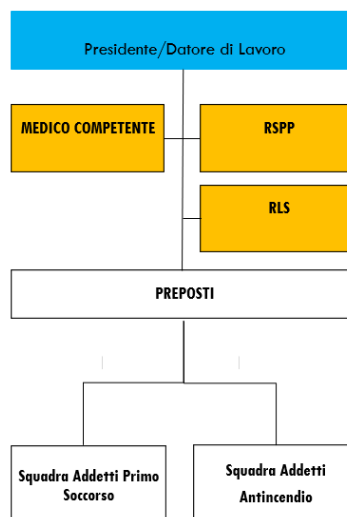 Presidente/Datore di Lavoro
MEDICO COMPETENTE
RSPP
RLS
PREPOSTI
Squadra Addetti Primo
Soccorso
Squadra Addetti
Antincendio